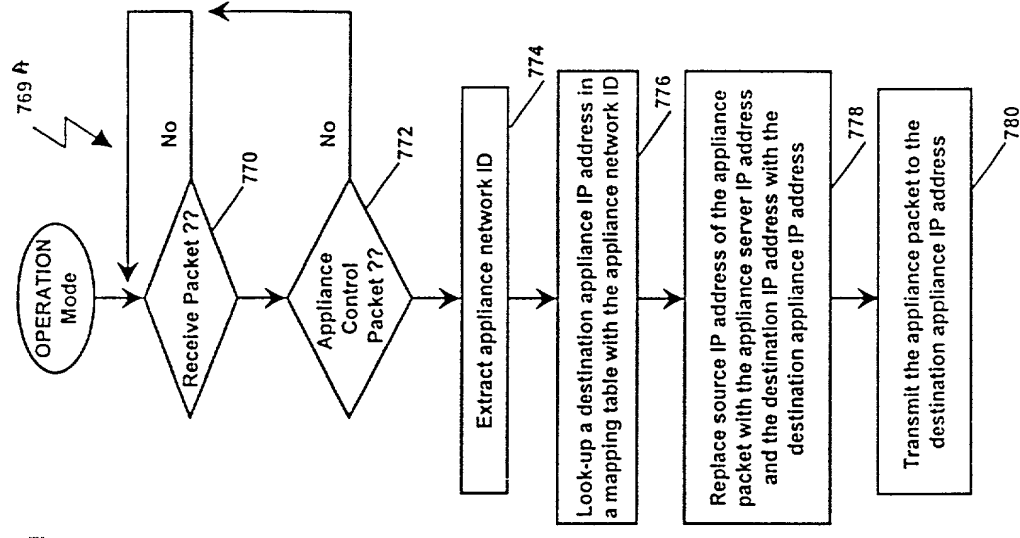 769 A
OPERATION
Mode
Receive Packet ??
No
770
Appliance
Control
Packet ??
No
772
Extract appliance network ID
774
Look-up a destination appliance IP address in
a mapping table with the appliance network ID
776
Replace source IP address of the appliance
packet with the appliance server IP address
and the destination IP address with the
destination appliance IP address
778
Transmit the appliance packet to the
destination appliance IP address
780